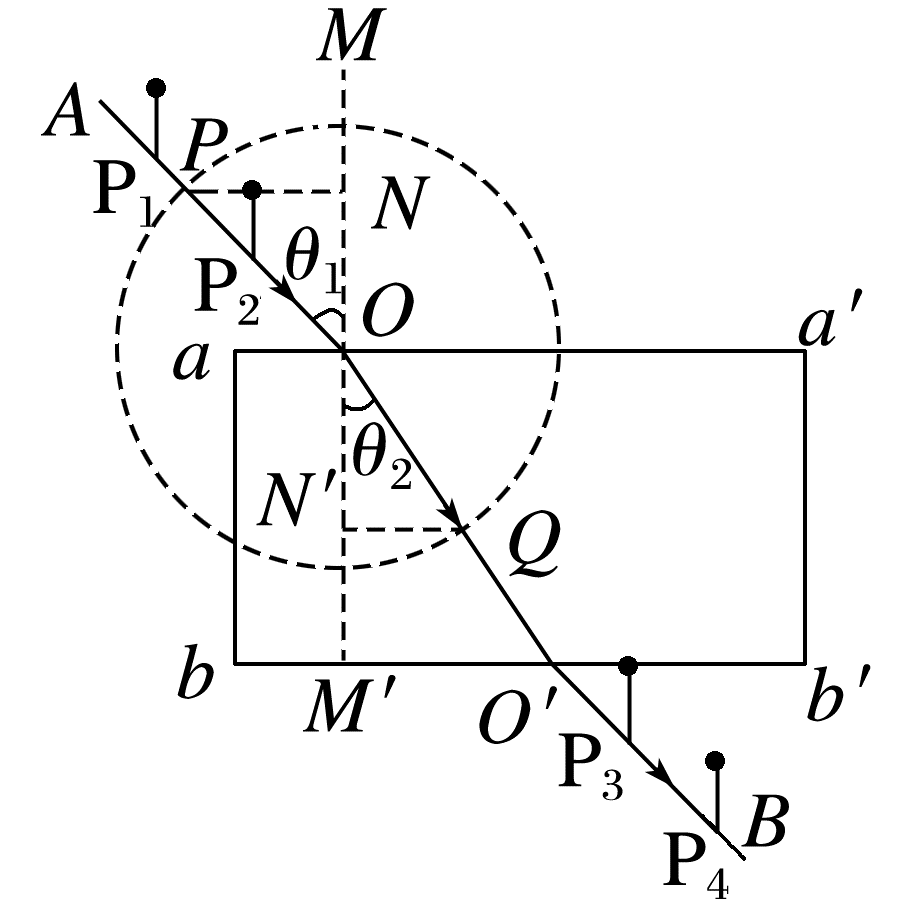 M
A
P
P₁
N
P₂
θ₁
O
a
a′
θ₂
N′
Q
b
M′
O′
b′
P₃
B
P₄